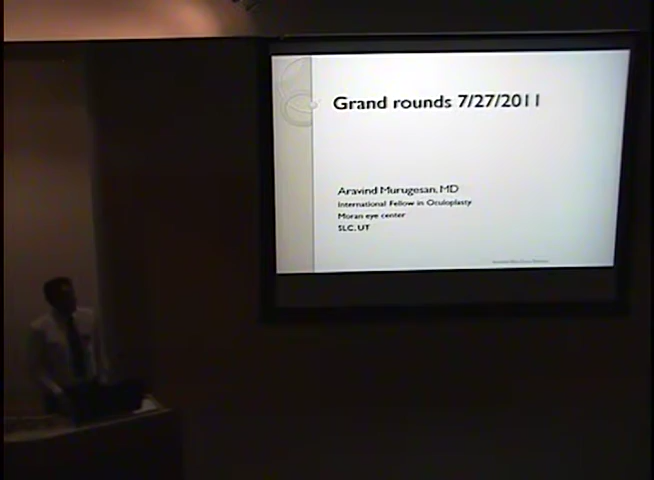 Grand rounds 7/27/2011
Aravind Murugesan, MD
International Fellow in Oculoplasty
Moran eye center
SLC, UT